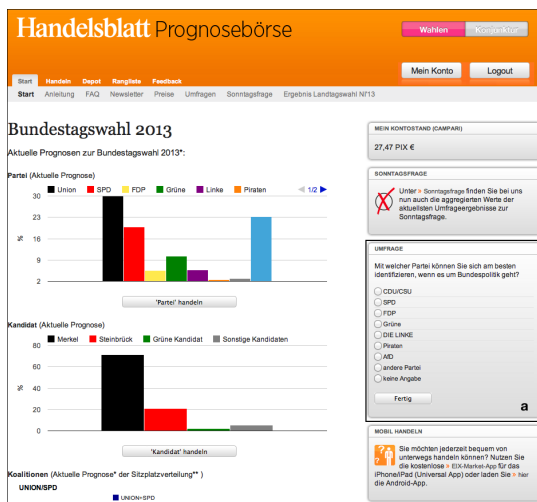 Handelsblatt Prognosebörse
Wahlen
Konjunktur
Mein Konto
Logout
Start Handeln Depot Rangliste Feedback
Start Anleitung FAQ Newsletter Preise Umfragen Sonntagsfrage Ergebnis Landtagswahl NI'13
Bundestagswahl 2013
Aktuelle Prognosen zur Bundestagswahl 2013*:
Partei (Aktuelle Prognose)
Union SPD FDP Grüne Linke Piraten 1/2
30
23
16
9
2
%
'Partei' handeln
Kandidat (Aktuelle Prognose)
Merkel Steinbrück Grüne Kandidat Sonstige Kandidaten
80
60
40
20
0
%
'Kandidat' handeln
Koalitionen (Aktuelle Prognose* der Sitzplatzverteilung** )
UNION/SPD
UNION+SPD
MEIN KONTOSTAND (CAMPARI)
27,47 PIX €
SONNTAGSFRAGE
Unter » Sonntagsfrage finden Sie bei uns
nun auch die aggregierten Werte der
aktuellsten Umfrageergebnisse zur
Sonntagsfrage.
UMFRAGE
Mit welcher Partei können Sie sich am besten
identifizieren, wenn es um Bundespolitik geht?
CDU/CSU
SPD
FDP
Grüne
DIE LINKE
Piraten
AfD
andere Partei
keine Angabe
Fertig
a
MOBIL HANDELN
Sie möchten jederzeit bequem von
unterwegs handeln können? Nutzen Sie
die kostenlose » EIX-Market-App für das
iPhone/iPad (Universal App) oder laden Sie » hier
die Android-App.